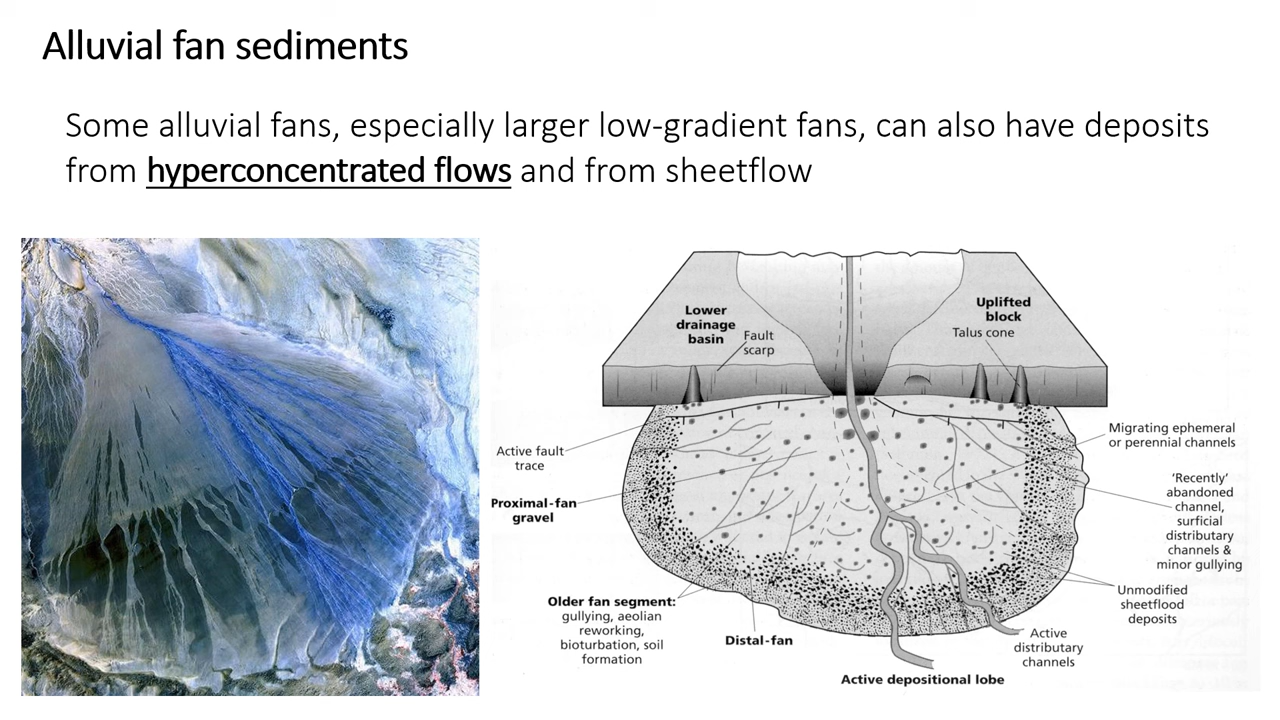 Alluvial fan sediments
Some alluvial fans, especially larger low-gradient fans, can also have deposits
from hyperconcentrated flows and from sheetflow
Lower
drainage
basin
Fault
scarp
Uplifted
block
Talus cone
Active fault
trace
Proximal-fan
gravel
Migrating ephemeral
or perennial channels
‘Recently’
abandoned
channel,
surficial
distributary
channels &
minor gullying
Older fan segment:
gullying, aeolian
reworking,
bioturbation, soil
formation
Distal-fan
Unmodified
sheetflood
deposits
Active
distributary
channels
Active depositional lobe